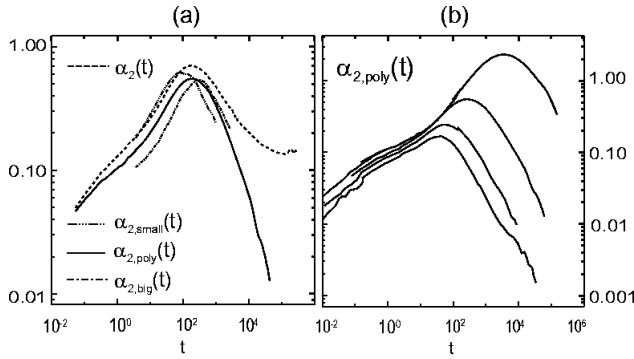 (a)
(b)
1.00
0.10
0.01
α₂(t)
α₂,small(t)
α₂,poly(t)
α₂,big(t)
10⁻² 10⁰ 10² 10⁴
t
α₂,poly(t)
1.00
0.10
0.01
0.001
10⁻² 10⁰ 10² 10⁴ 10⁶
t